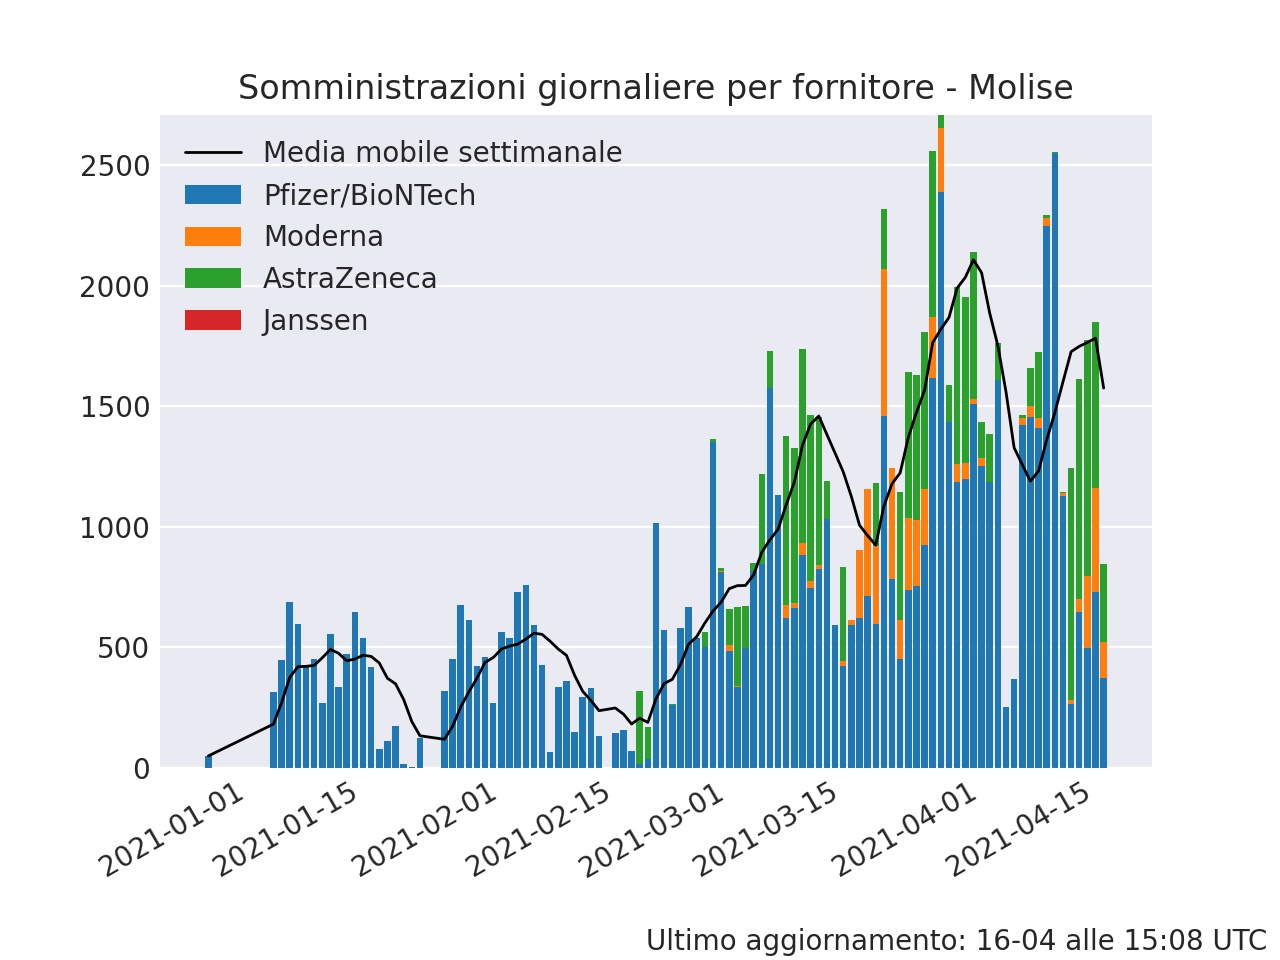 Somministrazioni giornaliere per fornitore - Molise
Media mobile settimanale
Pfizer/BioNTech
Moderna
AstraZeneca
Janssen
2500
2000
1500
1000
500
0
2021-01-01
2021-01-15
2021-02-01
2021-02-15
2021-03-01
2021-03-15
2021-04-01
2021-04-15
Ultimo aggiornamento: 16-04 alle 15:08 UTC